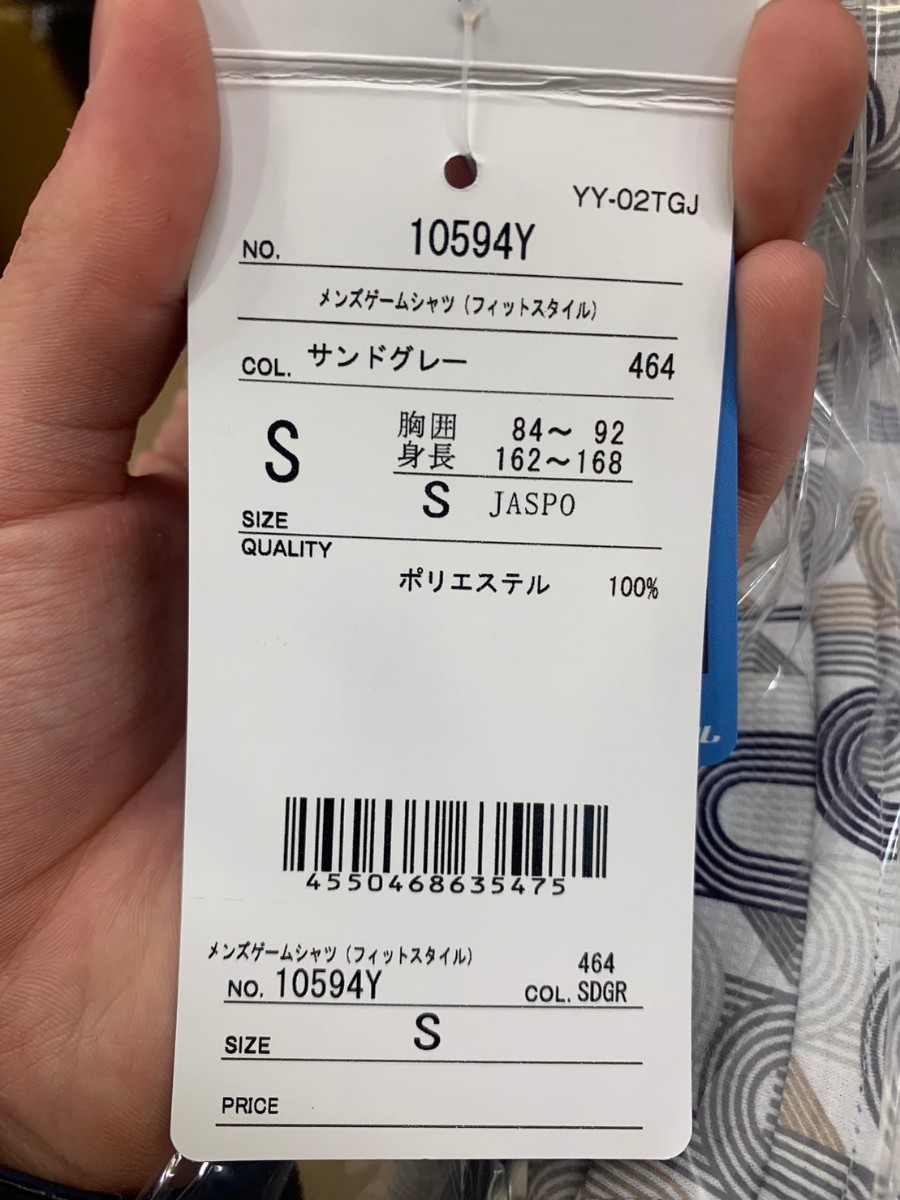 YY-02TGJ
NO. 10594Y
メンズゲームシャツ(フィットスタイル)
COL. サンドグレー 464
S 胸囲 84〜 92
身長 162〜168
SIZE S JASPO
QUALITY
ポリエステル 100%
4550468635475
メンズゲームシャツ(フィットスタイル) 464
NO. 10594Y COL. SDGR
SIZE S
PRICE